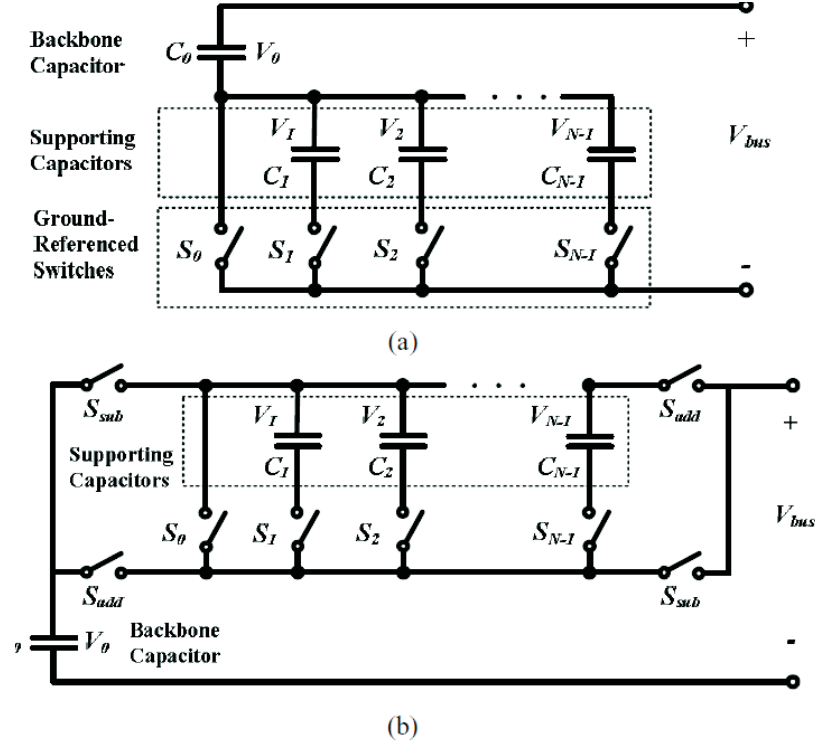 Backbone
Capacitor
C0 V0
+
Supporting
Capacitors
V1 V2 VN-1
C1 C2 CN-1
Vbus
Ground-
Referenced
Switches
S0 S1 S2 SN-1
-
(a)
Ssub Sadd
V1 V2 VN-1
+
Supporting
Capacitors
C1 C2 CN-1
Vbus
S0 S1 S2 SN-1
Sadd Ssub
V0 Backbone
Capacitor
-
(b)